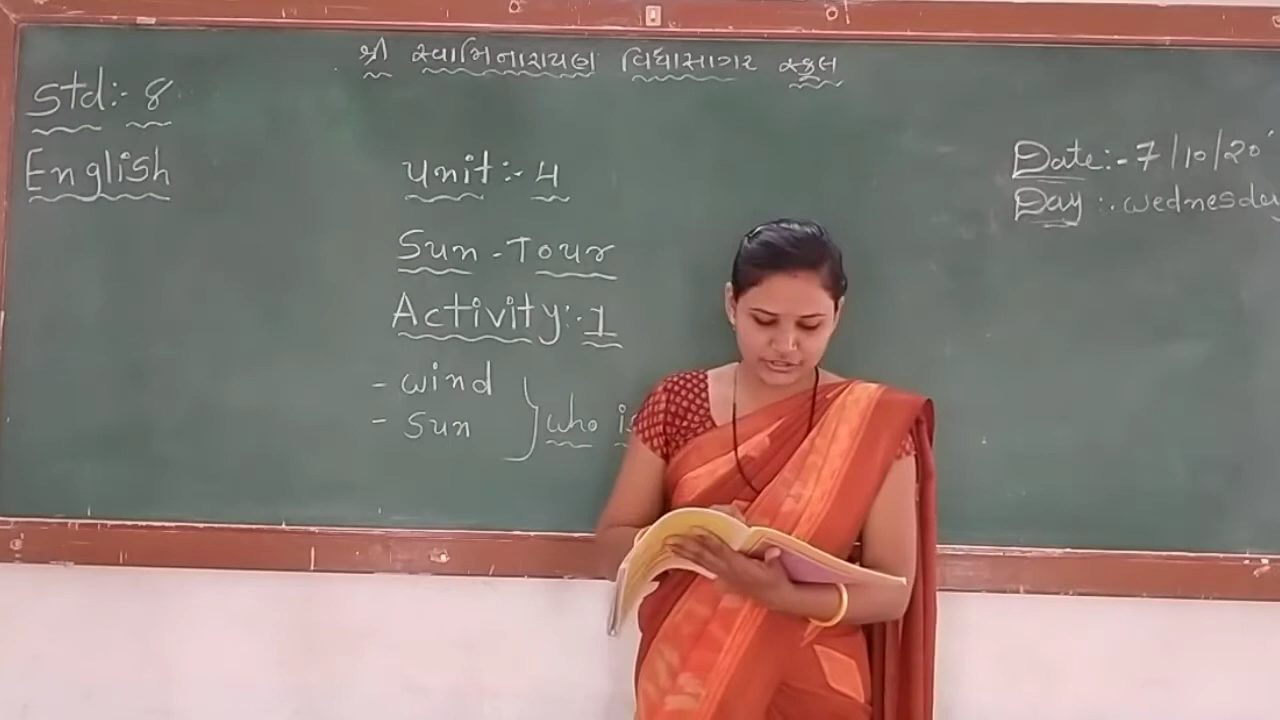 શ્રી સ્વામિનારાયણ વિદ્યાસાગર સ્કુલ
Std:- 8
English
Unit:- 4
Date:- 7/10/20
Day:- wednesday
Sun - Tour
Activity:- 1
- wind
- Sun
} who is